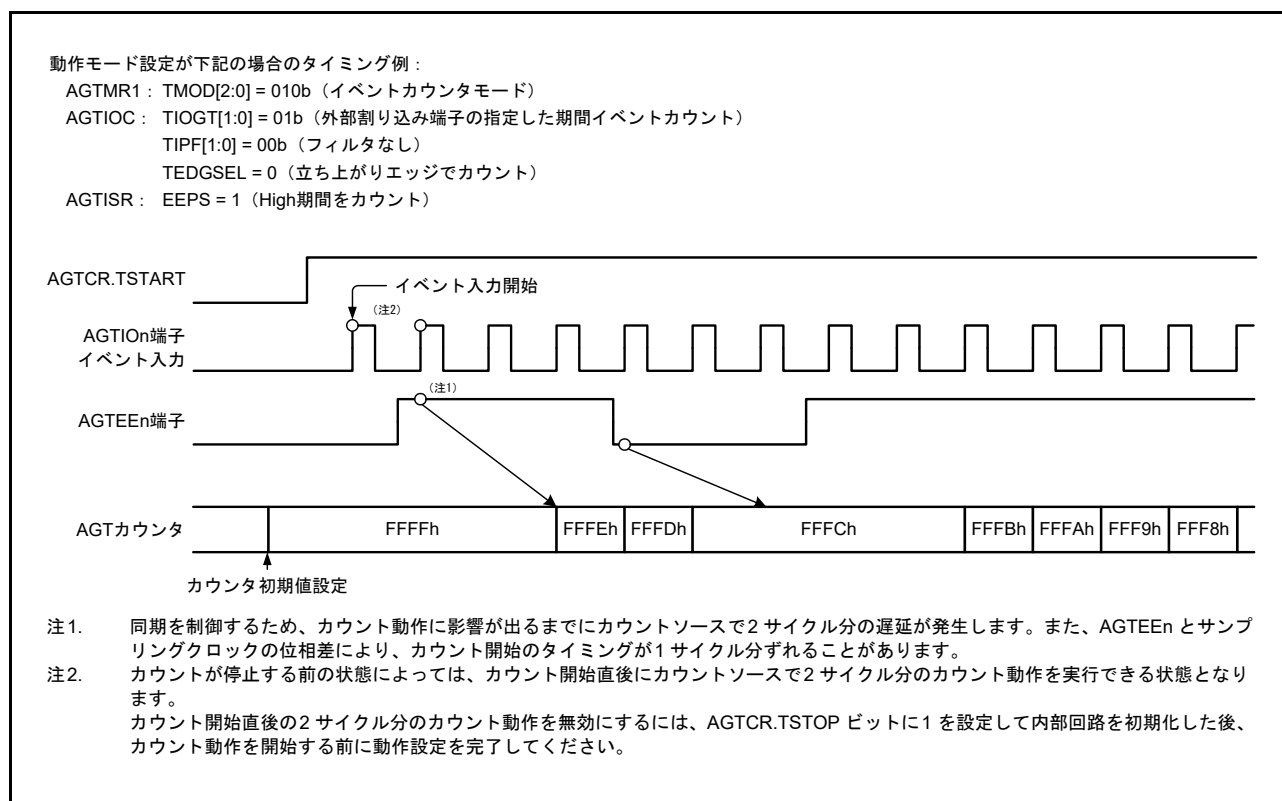 動作モード設定が下記の場合のタイミング例：
AGTMR1： TMOD[2:0] = 010b（イベントカウンタモード）
AGTIOC： TIOGT[1:0] = 01b（外部割り込み端子の指定した期間イベントカウント）
TIPF[1:0] = 00b（フィルタなし）
TEDGSEL = 0（立ち上がりエッジでカウント）
AGTISR： EEPS = 1（High期間をカウント）
AGTCR.TSTART
イベント入力開始
（注2）
AGTIOn端子
イベント入力
（注1）
AGTEEn端子
AGTカウンタ FFFFh FFFEh FFFDh FFFCh FFFBh FFFAh FFF9h FFF8h
カウンタ初期値設定
注1. 同期を制御するため、カウント動作に影響が出るまでにカウントソースで2 サイクル分の遅延が発生します。また、AGTEEn とサンプ
リングクロックの位相差により、カウント開始のタイミングが1 サイクル分ずれることがあります。
注2. カウントが停止する前の状態によっては、カウント開始直後にカウントソースで2 サイクル分のカウント動作を実行できる状態となり
ます。
カウント開始直後の2 サイクル分のカウント動作を無効にするには、AGTCR.TSTOP ビットに1 を設定して内部回路を初期化した後、
カウント動作を開始する前に動作設定を完了してください。